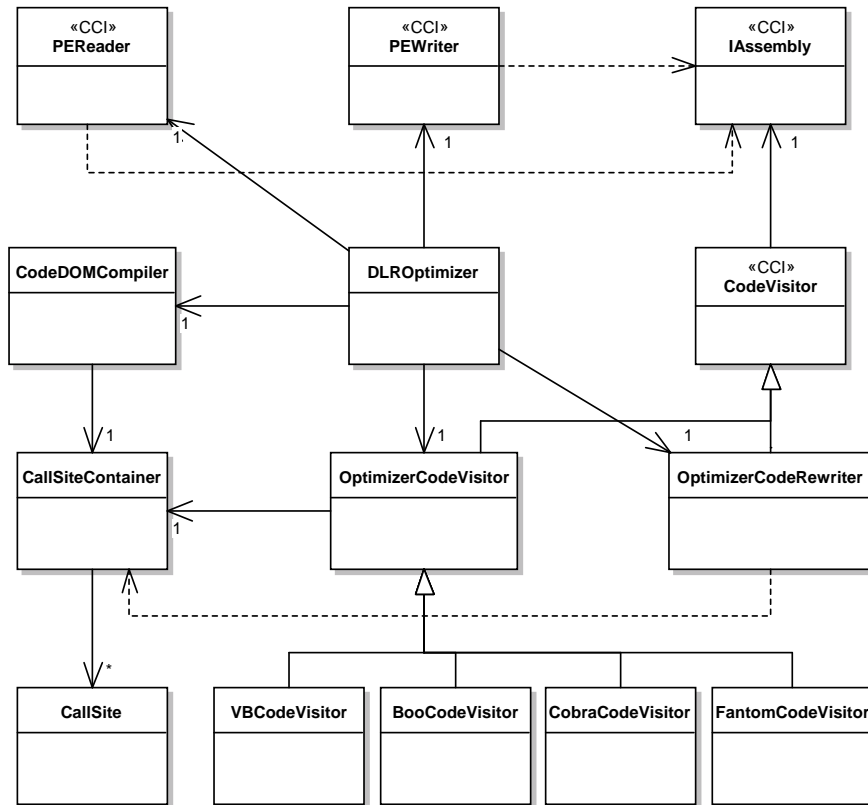 «CCI»
PEReader
«CCI»
PEWriter
«CCI»
IAssembly
1
1
1
CodeDOMCompiler
DLROptimizer
«CCI»
CodeVisitor
1
1
1
1
CallSiteContainer
OptimizerCodeVisitor
OptimizerCodeRewriter
1
*
CallSite
VBCodeVisitor
BooCodeVisitor
CobraCodeVisitor
FantomCodeVisitor